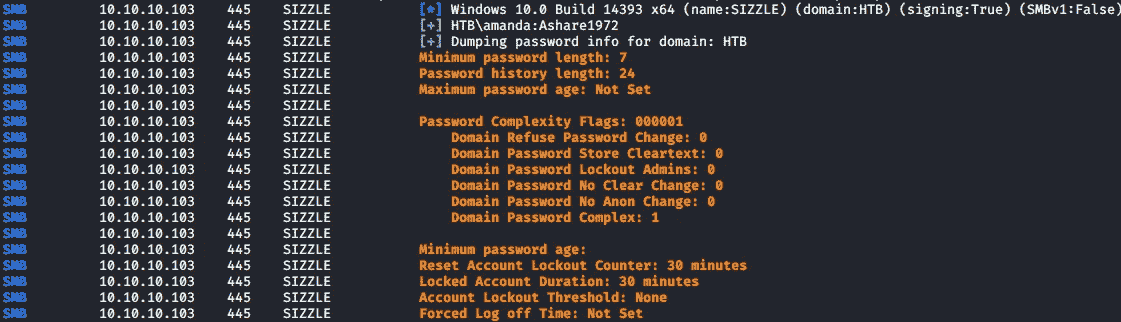 SMB 10.10.10.103 445 SIZZLE [*] Windows 10.0 Build 14393 x64 (name:SIZZLE) (domain:HTB) (signing:True) (SMBv1:False)
SMB 10.10.10.103 445 SIZZLE [+] HTB\amanda:Ashare1972
SMB 10.10.10.103 445 SIZZLE [+] Dumping password info for domain: HTB
SMB 10.10.10.103 445 SIZZLE Minimum password length: 7
SMB 10.10.10.103 445 SIZZLE Password history length: 24
SMB 10.10.10.103 445 SIZZLE Maximum password age: Not Set
SMB 10.10.10.103 445 SIZZLE
SMB 10.10.10.103 445 SIZZLE Password Complexity Flags: 000001
SMB 10.10.10.103 445 SIZZLE Domain Refuse Password Change: 0
SMB 10.10.10.103 445 SIZZLE Domain Password Store Cleartext: 0
SMB 10.10.10.103 445 SIZZLE Domain Password Lockout Admins: 0
SMB 10.10.10.103 445 SIZZLE Domain Password No Clear Change: 0
SMB 10.10.10.103 445 SIZZLE Domain Password No Anon Change: 0
SMB 10.10.10.103 445 SIZZLE Domain Password Complex: 1
SMB 10.10.10.103 445 SIZZLE
SMB 10.10.10.103 445 SIZZLE Minimum password age:
SMB 10.10.10.103 445 SIZZLE Reset Account Lockout Counter: 30 minutes
SMB 10.10.10.103 445 SIZZLE Locked Account Duration: 30 minutes
SMB 10.10.10.103 445 SIZZLE Account Lockout Threshold: None
SMB 10.10.10.103 445 SIZZLE Forced Log off Time: Not Set